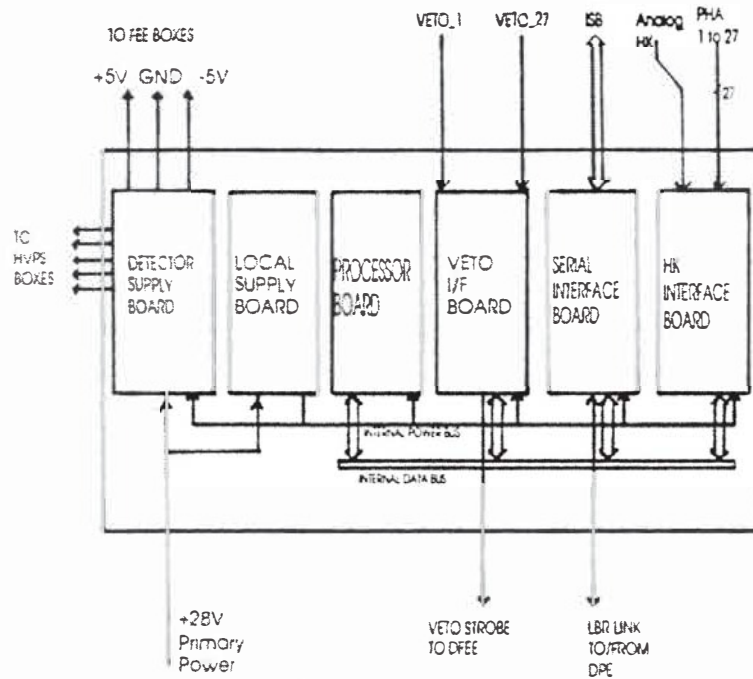 TO FEE BOXES
+5V GND -5V
VETO_1
VETO_27
ISB
Analog
HK
PHA
1 to 27
27
TO
HVPS
BOXES
DETECTOR
SUPPLY
BOARD
LOCAL
SUPPLY
BOARD
PROCESSOR
BOARD
VETO
I/F
BOARD
SERIAL
INTERFACE
BOARD
HK
INTERFACE
BOARD
INTERNAL POWER BUS
INTERNAL DATA BUS
+28V
Primary
Power
VETO STROBE
TO DFEE
LBR LINK
TO/FROM
DPE